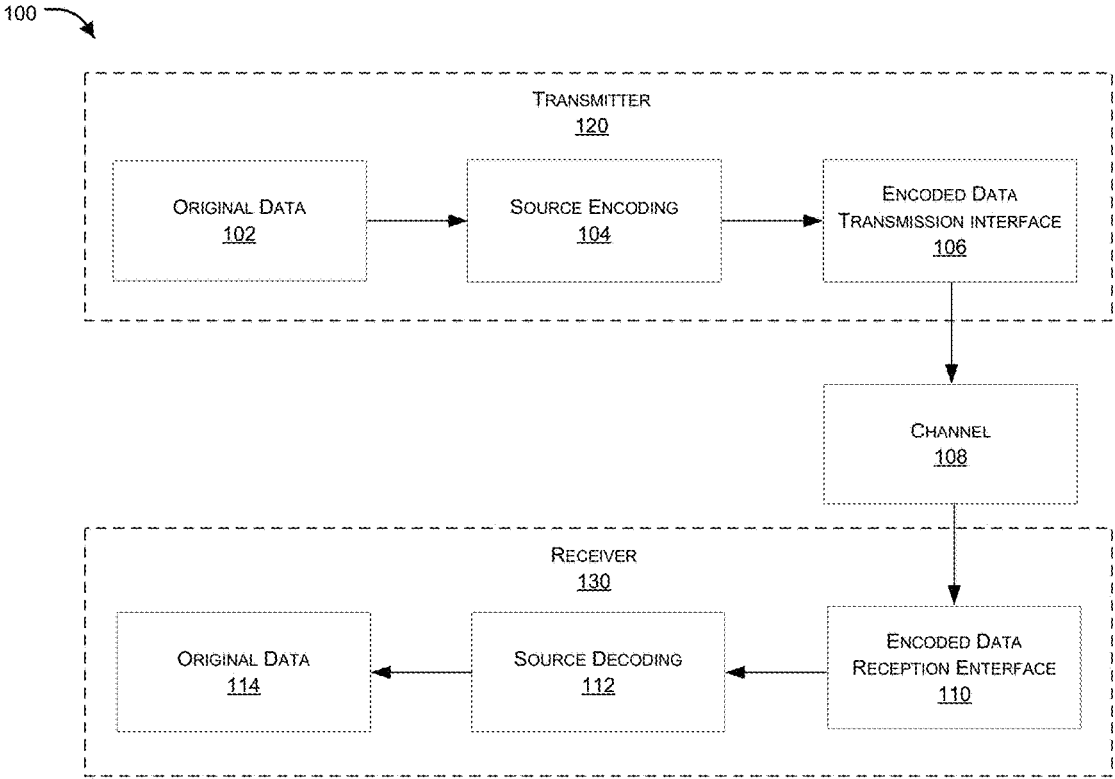 100
TRANSMITTER
120
ORIGINAL DATA
102
SOURCE ENCODING
104
ENCODED DATA
TRANSMISSION INTERFACE
106
CHANNEL
108
RECEIVER
130
ORIGINAL DATA
114
SOURCE DECODING
112
ENCODED DATA
RECEPTION ENTERFACE
110